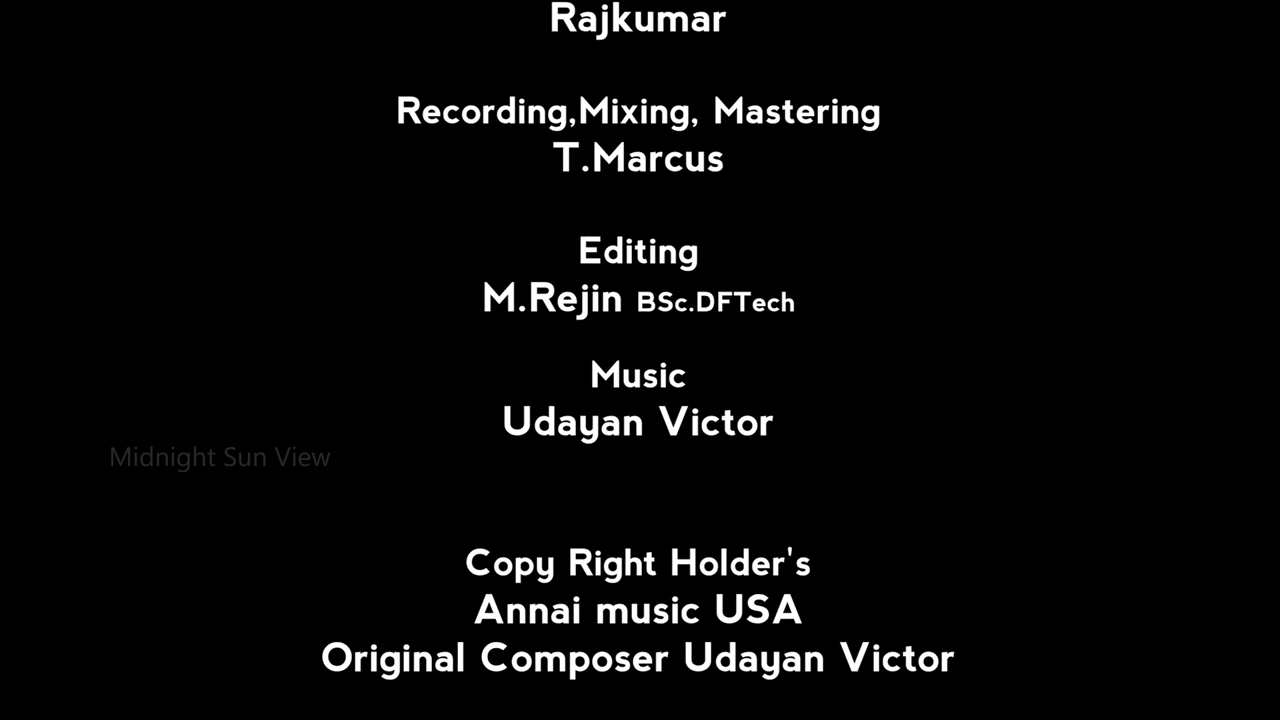 Rajkumar
Recording,Mixing, Mastering
T.Marcus
Editing
M.Rejin BSc.DFTech
Music
Udayan Victor
Midnight Sun View
Copy Right Holder's
Annai music USA
Original Composer Udayan Victor